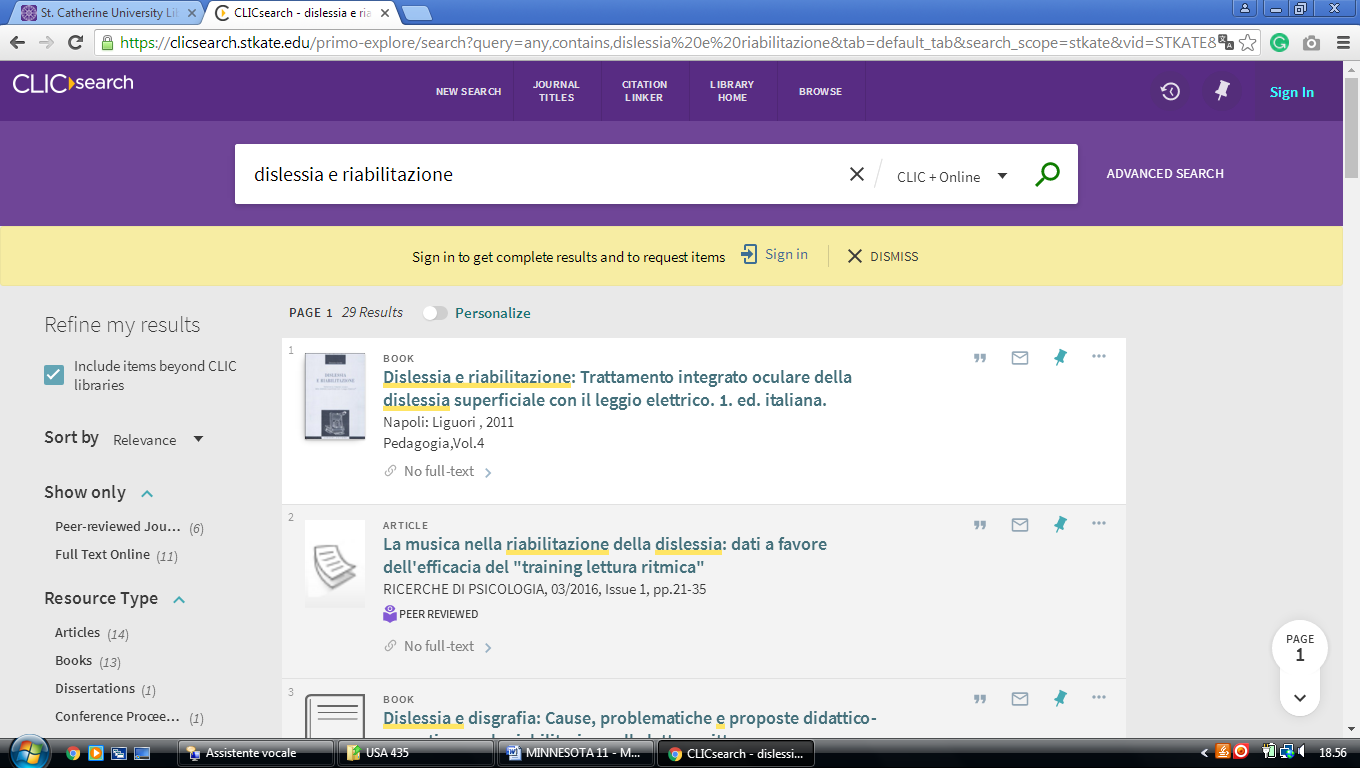 St. Catherine University Li
CLICsearch - dislessia e ri
https://clicsearch.stkate.edu/primo-explore/search?query=any,contains,dislessia%20e%20riabilitazione&tab=default_tab&search_scope=stkate&vid=STKATE&
CLICsearch
NEW SEARCH
JOURNAL TITLES
CITATION LINKER
LIBRARY HOME
BROWSE
Sign In
dislessia e riabilitazione
CLIC + Online
ADVANCED SEARCH
Sign in to get complete results and to request items
Sign in
DISMISS
Refine my results
Include items beyond CLIC
libraries
Sort by Relevance
Show only
Peer-reviewed Jou... (6)
Full Text Online (11)
Resource Type
Articles (14)
Books (13)
Dissertations (1)
Conference Procee... (1)
PAGE 1 29 Results
Personalize
1
DISLESSIA
E RIABILITAZIONE
BOOK
Dislessia e riabilitazione: Trattamento integrato oculare della
dislessia superficiale con il leggio elettrico. 1. ed. italiana.
Napoli: Liguori , 2011
Pedagogia,Vol.4
No full-text
2
ARTICLE
La musica nella riabilitazione della dislessia: dati a favore
dell'efficacia del "training lettura ritmica"
RICERCHE DI PSICOLOGIA, 03/2016, Issue 1, pp.21-35
PEER REVIEWED
No full-text
3
BOOK
Dislessia e disgrafia: Cause, problematiche e proposte didattico-
PAGE
1
Assistente vocale
USA 435
MINNESOTA 11 - M...
CLICsearch - dislessi...
18.56